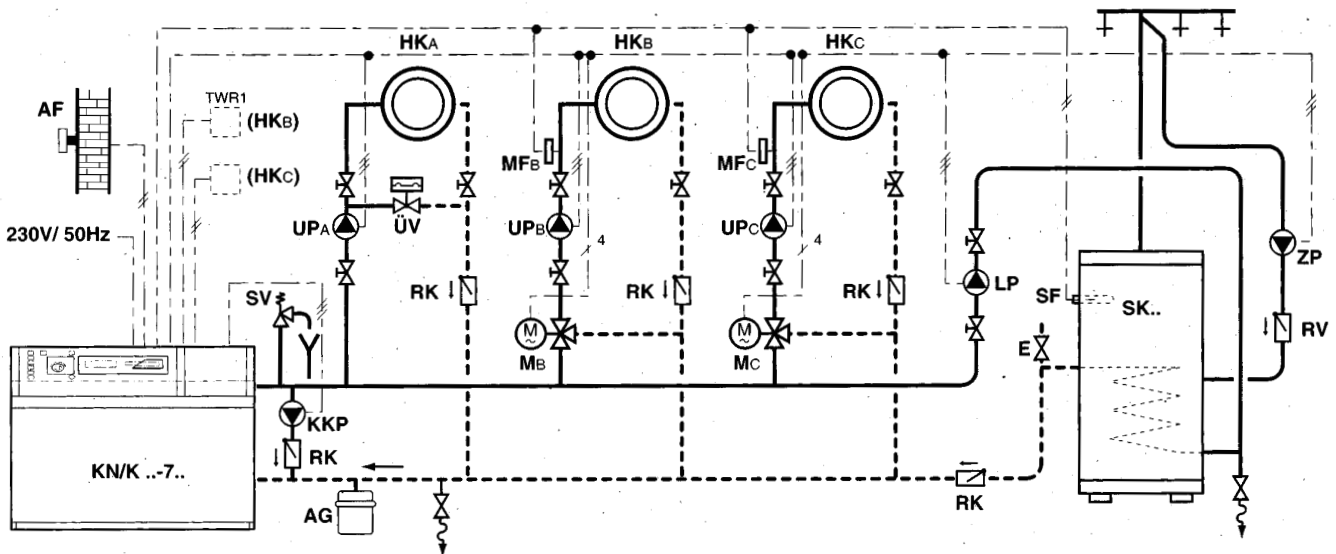 HKA
HKB
HKC
AF
TWR1
(HKB)
(HKC)
MFB
MFC
230V/ 50Hz
UPA
ÜV
UPB
4
UPC
4
ZP
SV
RK
RK
RK
LP
SF
SK..
RV
M
~
MB
M
~
MC
E
KKP
KN/K ..-7..
RK
RK
AG